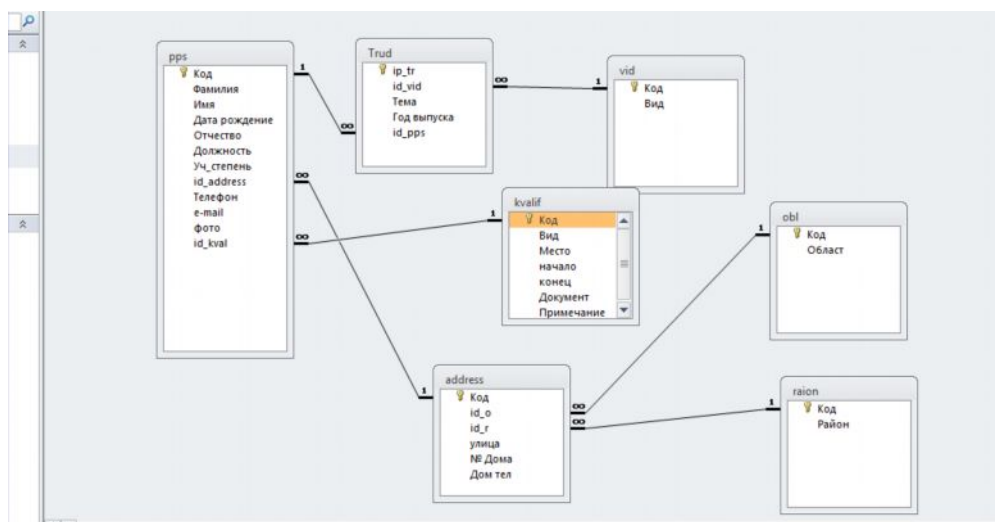 pps
Код
Фамилия
Имя
Дата рождение
Отчество
Должность
Уч_степень
id_address
Телефон
e-mail
фото
id_kval
Trud
ip_tr
id_vid
Тема
Год выпуска
id_pps
vid
Код
Вид
kvalif
Код
Вид
Место
начало
конец
Документ
Примечание
obl
Код
Област
address
Код
id_o
id_r
улица
№ Дома
Дом тел
raion
Код
Район
1
∞
∞
1
∞
1
∞
1
∞
1
∞
1